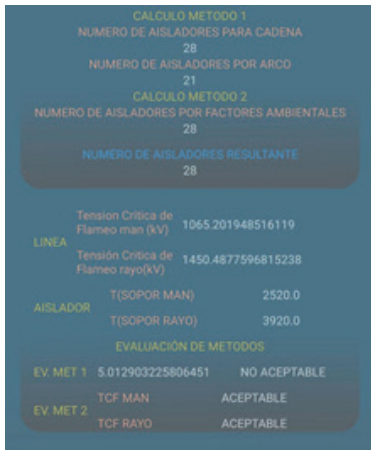 CALCULO METODO 1
NUMERO DE AISLADORES PARA CADENA
28
NUMERO DE AISLADORES POR ARCO
21
CALCULO METODO 2
NUMERO DE AISLADORES POR FACTORES AMBIENTALES
28
NUMERO DE AISLADORES RESULTANTE
28
LINEA
Tension Critica de
Flameo man (kV) 1065.201948516119
Tensión Critica de
Flameo rayo(kV) 1450.4877596815238
AISLADOR
T(SOPOR MAN) 2520.0
T(SOPOR RAYO) 3920.0
EVALUACIÓN DE METODOS
EV. MET 1 5.012903225806451 NO ACEPTABLE
EV. MET 2
TCF MAN ACEPTABLE
TCF RAYO ACEPTABLE